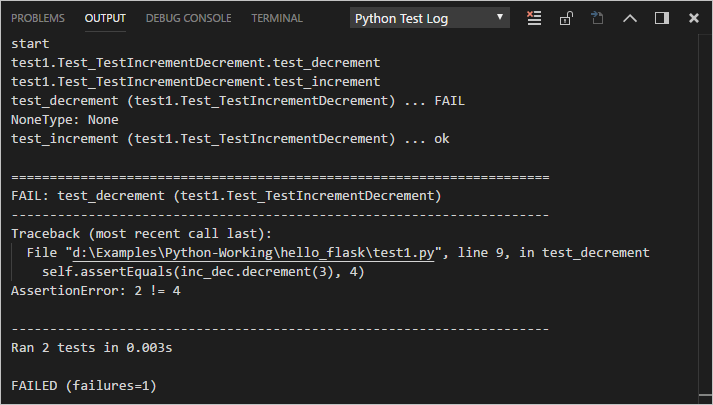 PROBLEMS OUTPUT DEBUG CONSOLE TERMINAL Python Test Log
start
test1.Test_TestIncrementDecrement.test_decrement
test1.Test_TestIncrementDecrement.test_increment
test_decrement (test1.Test_TestIncrementDecrement) ... FAIL
NoneType: None
test_increment (test1.Test_TestIncrementDecrement) ... ok
======================================================================
FAIL: test_decrement (test1.Test_TestIncrementDecrement)
----------------------------------------------------------------------
Traceback (most recent call last):
File "d:\Examples\Python-Working\hello_flask\test1.py", line 9, in test_decrement
self.assertEquals(inc_dec.decrement(3), 4)
AssertionError: 2 != 4
----------------------------------------------------------------------
Ran 2 tests in 0.003s
FAILED (failures=1)